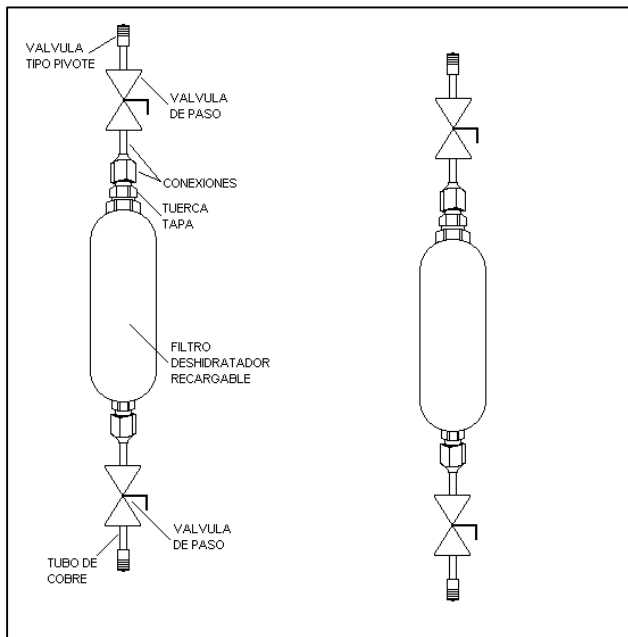 VALVULA
TIPO PIVOTE
VALVULA
DE PASO
CONEXIONES
TUERCA
TAPA
FILTRO
DESHIDRATADOR
RECARGABLE
VALVULA
DE PASO
TUBO DE
COBRE